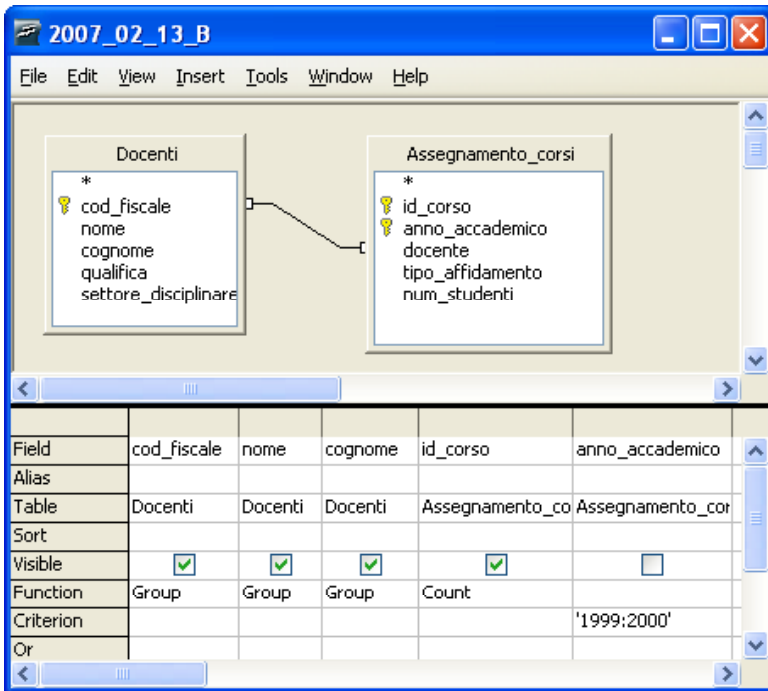 2007_02_13_B
File Edit View Insert Tools Window Help
Docenti
*
cod_fiscale
nome
cognome
qualifica
settore_disciplinare
Assegnamento_corsi
*
id_corso
anno_accademico
docente
tipo_affidamento
num_studenti
Field cod_fiscale nome cognome id_corso anno_accademico
Alias
Table Docenti Docenti Docenti Assegnamento_co Assegnamento_cor
Sort
Visible
Function Group Group Group Count
Criterion '1999:2000'
Or